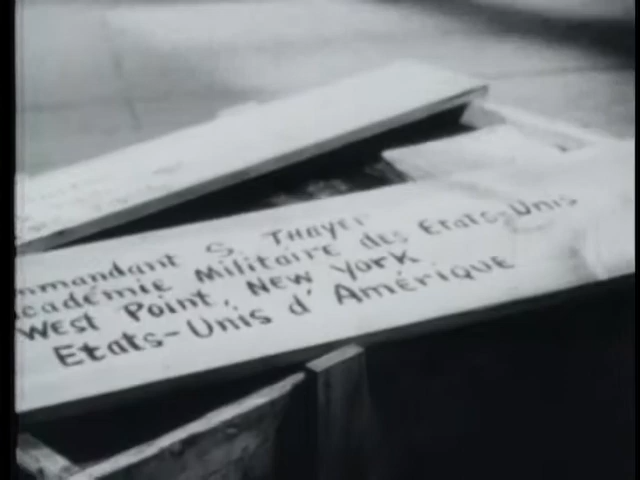 mmandant S. Thayer
cadémie Militaire des Etats-Unis
West Point, New York
Etats-Unis d'Amérique